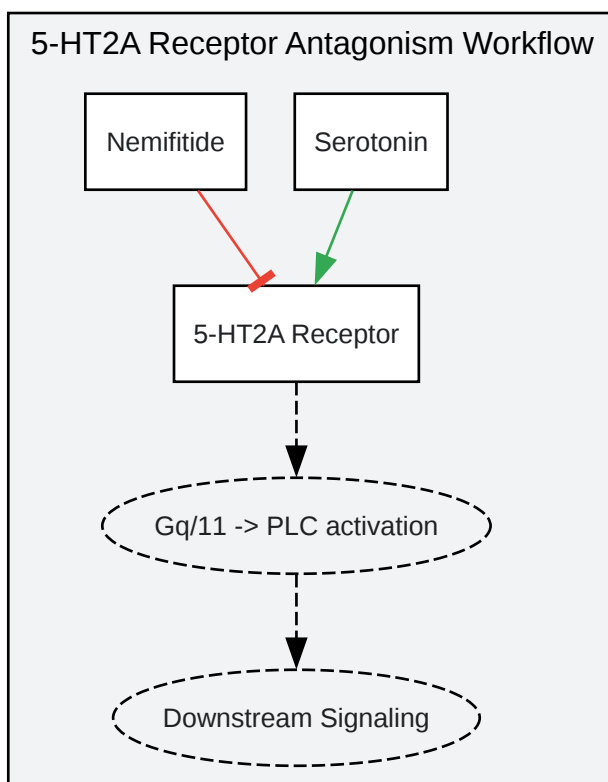 5-HT2A Receptor Antagonism Workflow
Nemifitide
Serotonin
5-HT2A Receptor
Gq/11 -> PLC activation
Downstream Signaling